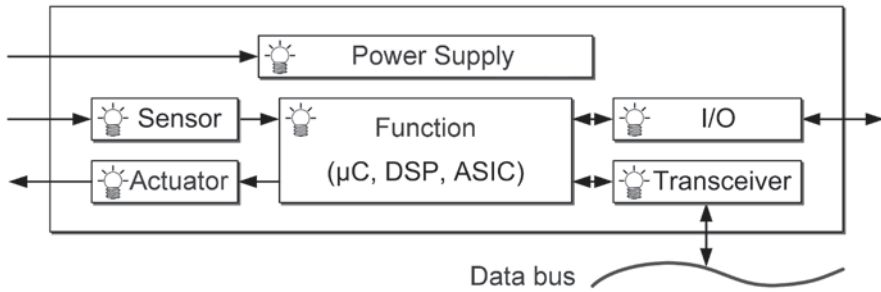 Power Supply
Sensor
Function
(µC, DSP, ASIC)
I/O
Actuator
Transceiver
Data bus